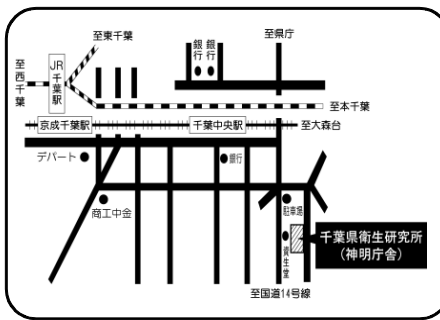 至東千葉
至西千葉
JR千葉駅
銀行
銀行
至県庁
至本千葉
京成千葉駅
千葉中央駅
至大森台
デパート
銀行
商工中金
駐車場
資生堂
千葉県衛生研究所
(神明庁舎)
至国道14号線